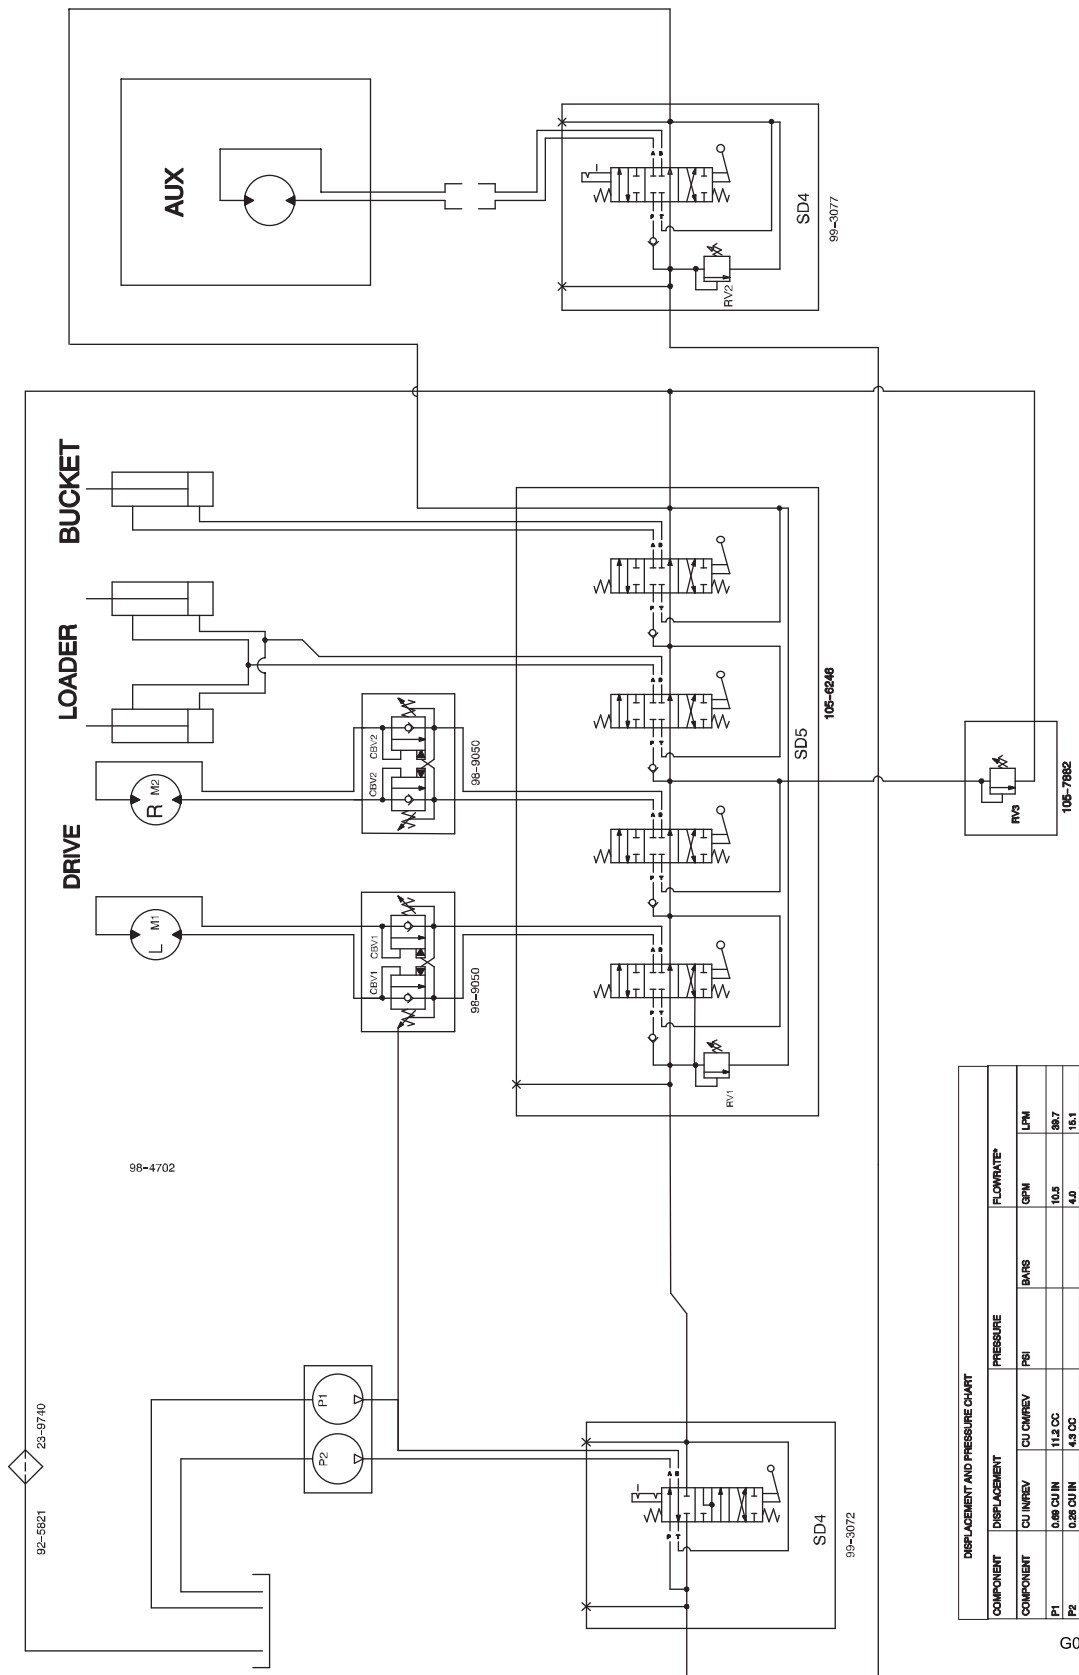 AUX
SD4
99-3077
RV2
A B
P T
BUCKET
LOADER
DRIVE
R M2
L M1
CBV2
CBV2
98-9050
CBV1
CBV1
98-9050
A B
P T
A B
P T
A B
P T
A B
P T
105-6246
SD5
RV1
RV3
105-7882
98-4702
P1
P2
23-9740
92-5821
A B
P T
SD4
99-3072
DISPLACEMENT AND PRESSURE CHART
COMPONENT DISPLACEMENT PRESSURE FLOWRATE*
COMPONENT CU IN/REV CU CM/REV PSI BARS GPM LPM
P1 0.69 CU IN 11.2 CC 10.5 39.7
P2 0.26 CU IN 4.3 CC 4.0 15.1
G0